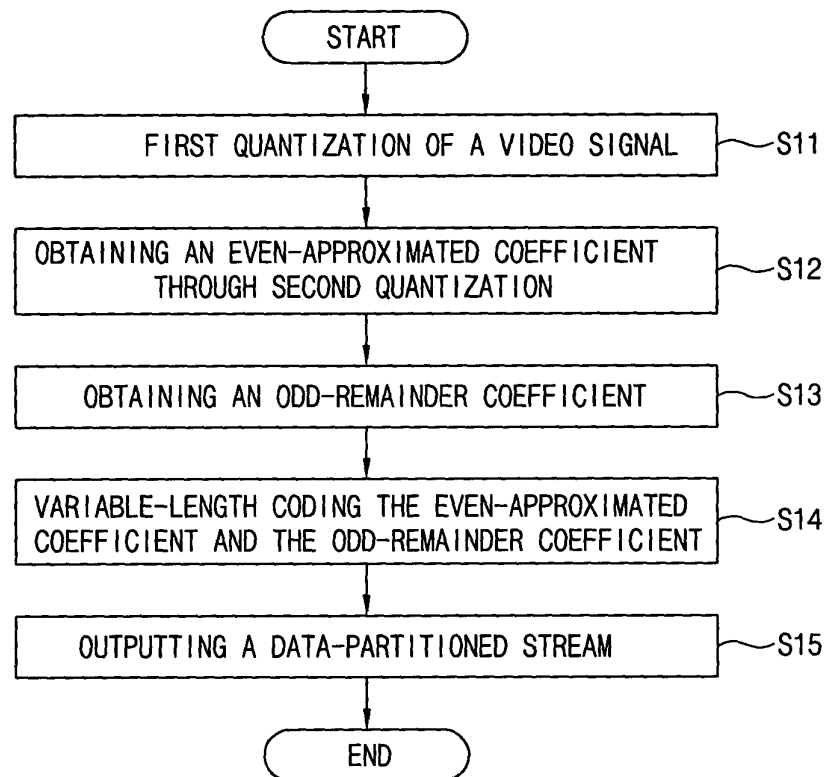 START
FIRST QUANTIZATION OF A VIDEO SIGNAL
S11
OBTAINING AN EVEN-APPROXIMATED COEFFICIENT
THROUGH SECOND QUANTIZATION
S12
OBTAINING AN ODD-REMAINDER COEFFICIENT
S13
VARIABLE-LENGTH CODING THE EVEN-APPROXIMATED
COEFFICIENT AND THE ODD-REMAINDER COEFFICIENT
S14
OUTPUTTING A DATA-PARTITIONED STREAM
S15
END